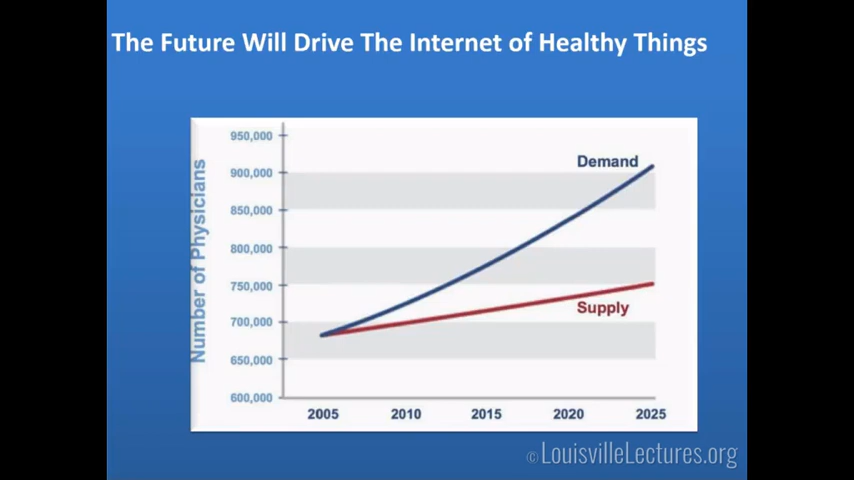 The Future Will Drive The Internet of Healthy Things
Number of Physicians
950,000
900,000
850,000
800,000
750,000
700,000
650,000
600,000
Demand
Supply
2005 2010 2015 2020 2025
© LouisvilleLectures.org